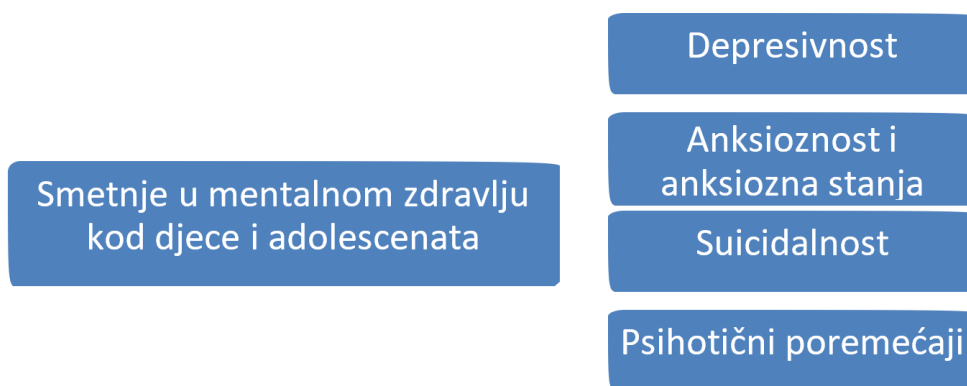 Smetnje u mentalnom zdravlju
kod djece i adolescenata
Depresivnost
Anksioznost i
anksiozna stanja
Suicidalnost
Psihotični poremećaji